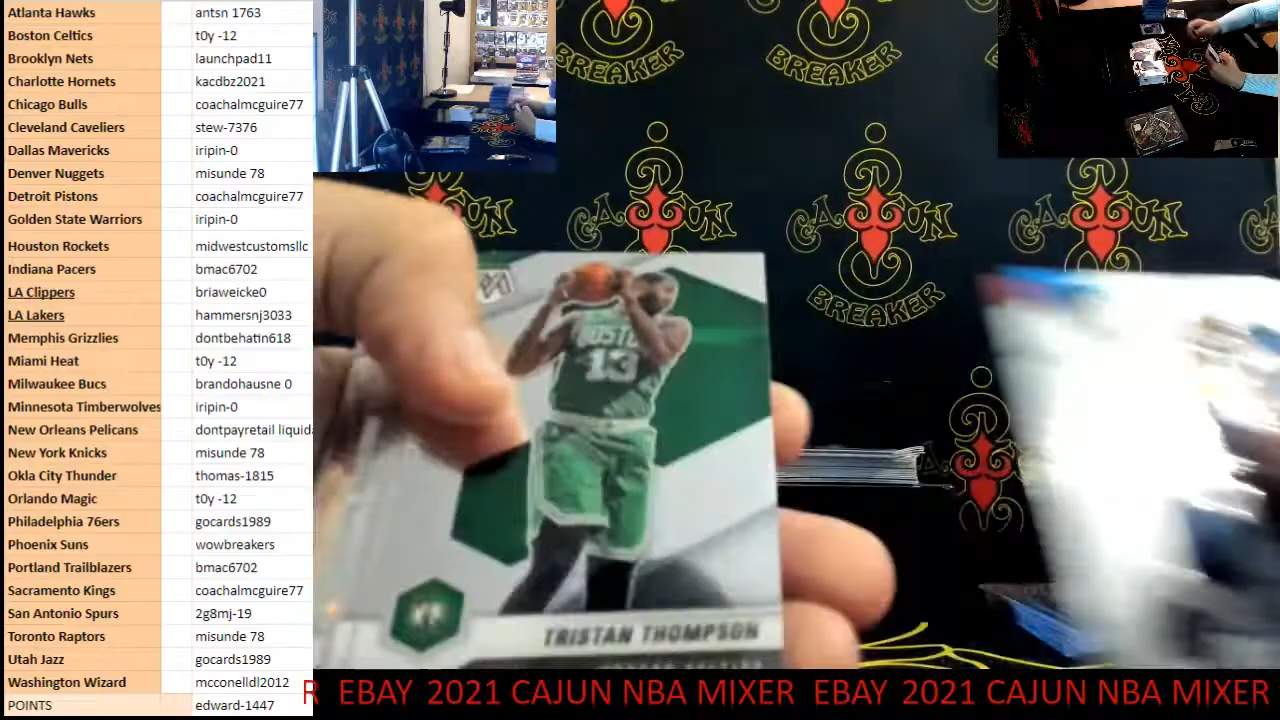 Atlanta Hawks antsn 1763
Boston Celtics t0y -12
Brooklyn Nets launchpad11
Charlotte Hornets kacdbz2021
Chicago Bulls coachalmcguire77
Cleveland Caveliers stew-7376
Dallas Mavericks iripin-0
Denver Nuggets misunde 78
Detroit Pistons coachalmcguire77
Golden State Warriors iripin-0
Houston Rockets midwestcustomsllc
Indiana Pacers bmac6702
LA Clippers briaweicke0
LA Lakers hammersnj3033
Memphis Grizzlies dontbehatin618
Miami Heat t0y -12
Milwaukee Bucs brandohausne 0
Minnesota Timberwolves iripin-0
New Orleans Pelicans dontpayretail liquid
New York Knicks misunde 78
Okla City Thunder thomas-1815
Orlando Magic t0y -12
Philadelphia 76ers gocards1989
Phoenix Suns wowbreakers
Portland Trailblazers bmac6702
Sacramento Kings coachalmcguire77
San Antonio Spurs 2g8mj-19
Toronto Raptors misunde 78
Utah Jazz gocards1989
Washington Wizard mcconelldl2012
POINTS edward-1447
BREAKER
BREAKER
CAJUN
BREAKER
13
TRISTAN THOMPSON
R EBAY 2021 CAJUN NBA MIXER EBAY 2021 CAJUN NBA MIXER